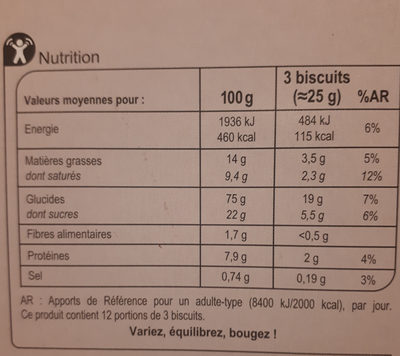 Nutrition
3 biscuits
Valeurs moyennes pour : 100 g (≈25 g) %AR
Energie 1936 kJ 484 kJ 6%
460 kcal 115 kcal
Matières grasses 14 g 3,5 g 5%
dont saturés 9,4 g 2,3 g 12%
Glucides 75 g 19 g 7%
dont sucres 22 g 5,5 g 6%
Fibres alimentaires 1,7 g <0,5 g
Protéines 7,9 g 2 g 4%
Sel 0,74 g 0,19 g 3%
AR : Apports de Référence pour un adulte-type (8400 kJ/2000 kcal), par jour.
Ce produit contient 12 portions de 3 biscuits.
Variez, équilibrez, bougez !